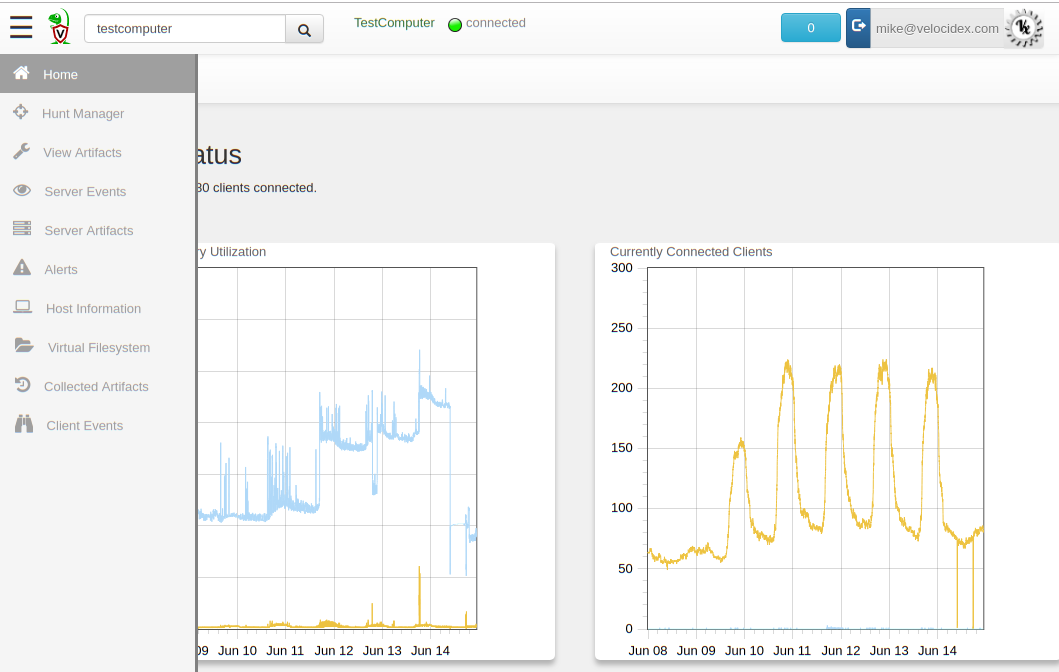 testcomputer
TestComputer
connected
0
mike@velocidex.com
Home
Hunt Manager
View Artifacts
Server Events
Server Artifacts
Alerts
Host Information
Virtual Filesystem
Collected Artifacts
Client Events
atus
80 clients connected.
ry Utilization
09 Jun 10 Jun 11 Jun 12 Jun 13 Jun 14
Currently Connected Clients
300
250
200
150
100
50
0
Jun 08 Jun 09 Jun 10 Jun 11 Jun 12 Jun 13 Jun 14